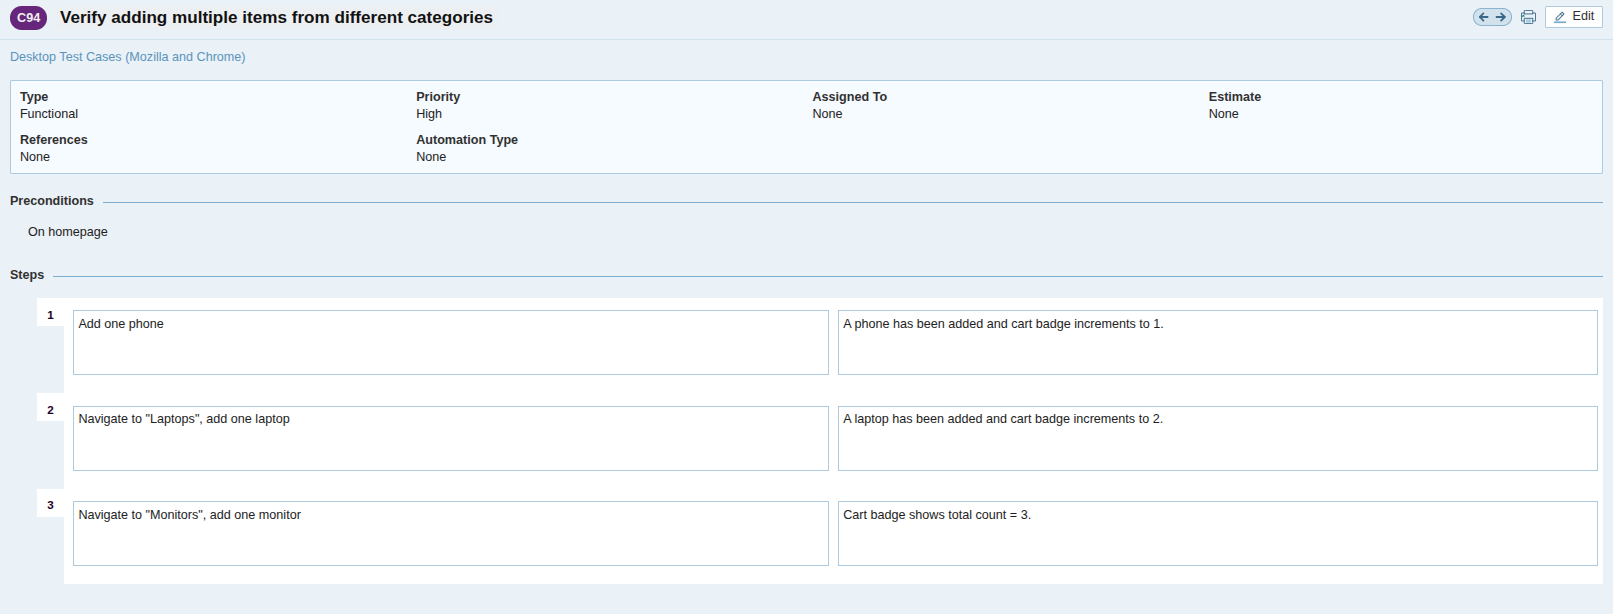 C94 Verify adding multiple items from different categories Edit
Desktop Test Cases (Mozilla and Chrome)
Type Priority Assigned To Estimate
Functional High None None
References Automation Type
None None
Preconditions
On homepage
Steps
1 Add one phone A phone has been added and cart badge increments to 1.
2 Navigate to "Laptops", add one laptop A laptop has been added and cart badge increments to 2.
3 Navigate to "Monitors", add one monitor Cart badge shows total count = 3.